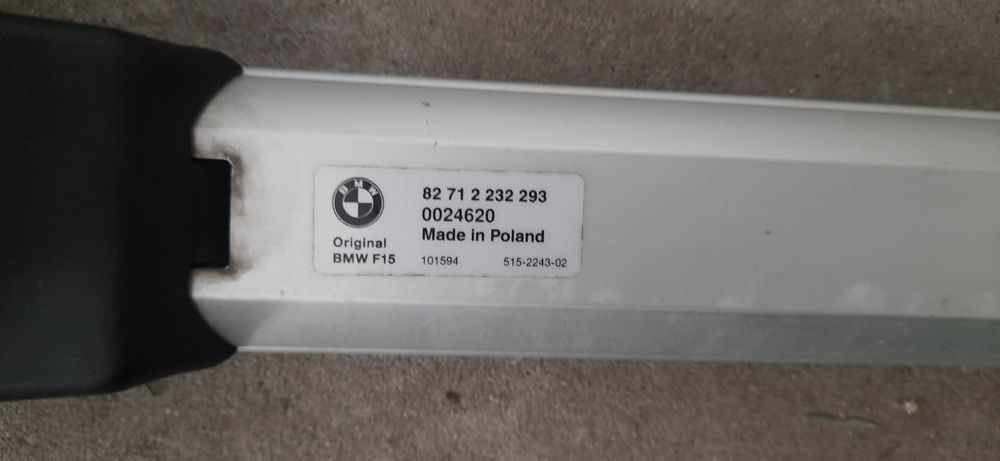 BMW
82 71 2 232 293
0024620
Made in Poland
Original
BMW F15
101594 515-2243-02